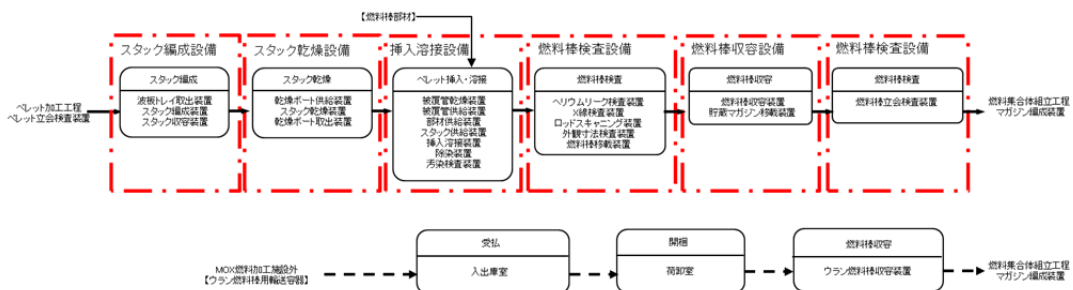 【燃料棒部材】
スタック編成設備
スタック乾燥設備
挿入溶接設備
燃料棒検査設備
燃料棒収容設備
燃料棒検査設備
ペレット加工工程
ペレット立会検査装置
スタック編成
波板トレイ取出装置
スタック編成装置
スタック収容装置
スタック乾燥
乾燥ボート供給装置
スタック乾燥装置
乾燥ボート取出装置
ペレット挿入・溶接
被覆管乾燥装置
被覆管供給装置
部材供給装置
スタック供給装置
挿入溶接装置
除染装置
汚染検査装置
燃料棒検査
ヘリウムリーク検査装置
X線検査装置
ロッドスキャニング装置
外観寸法検査装置
燃料棒移載装置
燃料棒収容
燃料棒収容装置
貯蔵マガジン移載装置
燃料棒検査
燃料棒立会検査装置
燃料集合体組立工程
マガジン編成装置
MOX燃料加工施設外
【ウラン燃料棒用輸送容器】
受払
入出庫室
開梱
荷卸室
燃料棒収容
ウラン燃料棒収容装置
燃料集合体組立工程
マガジン編成装置